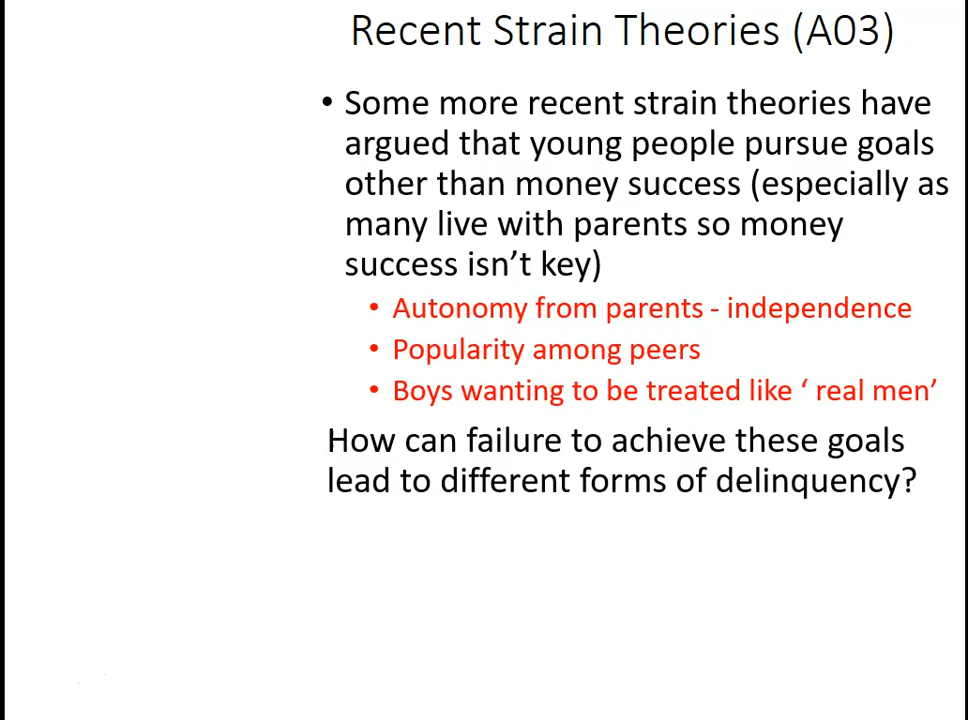 Recent Strain Theories (A03)
• Some more recent strain theories have
argued that young people pursue goals
other than money success (especially as
many live with parents so money
success isn’t key)
• Autonomy from parents - independence
• Popularity among peers
• Boys wanting to be treated like ‘ real men’
How can failure to achieve these goals
lead to different forms of delinquency?